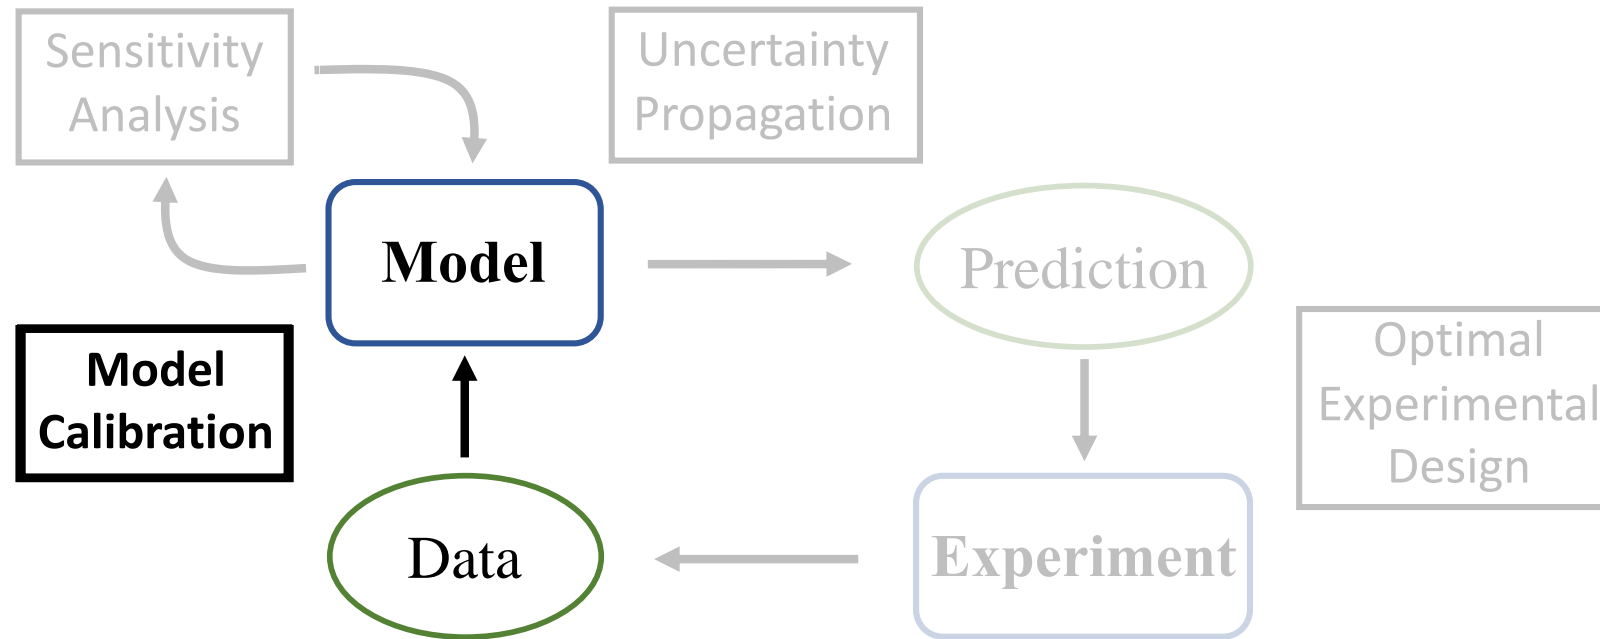 Sensitivity
Analysis
Uncertainty
Propagation
Model
Prediction
Model
Calibration
Optimal
Experimental
Design
Data
Experiment